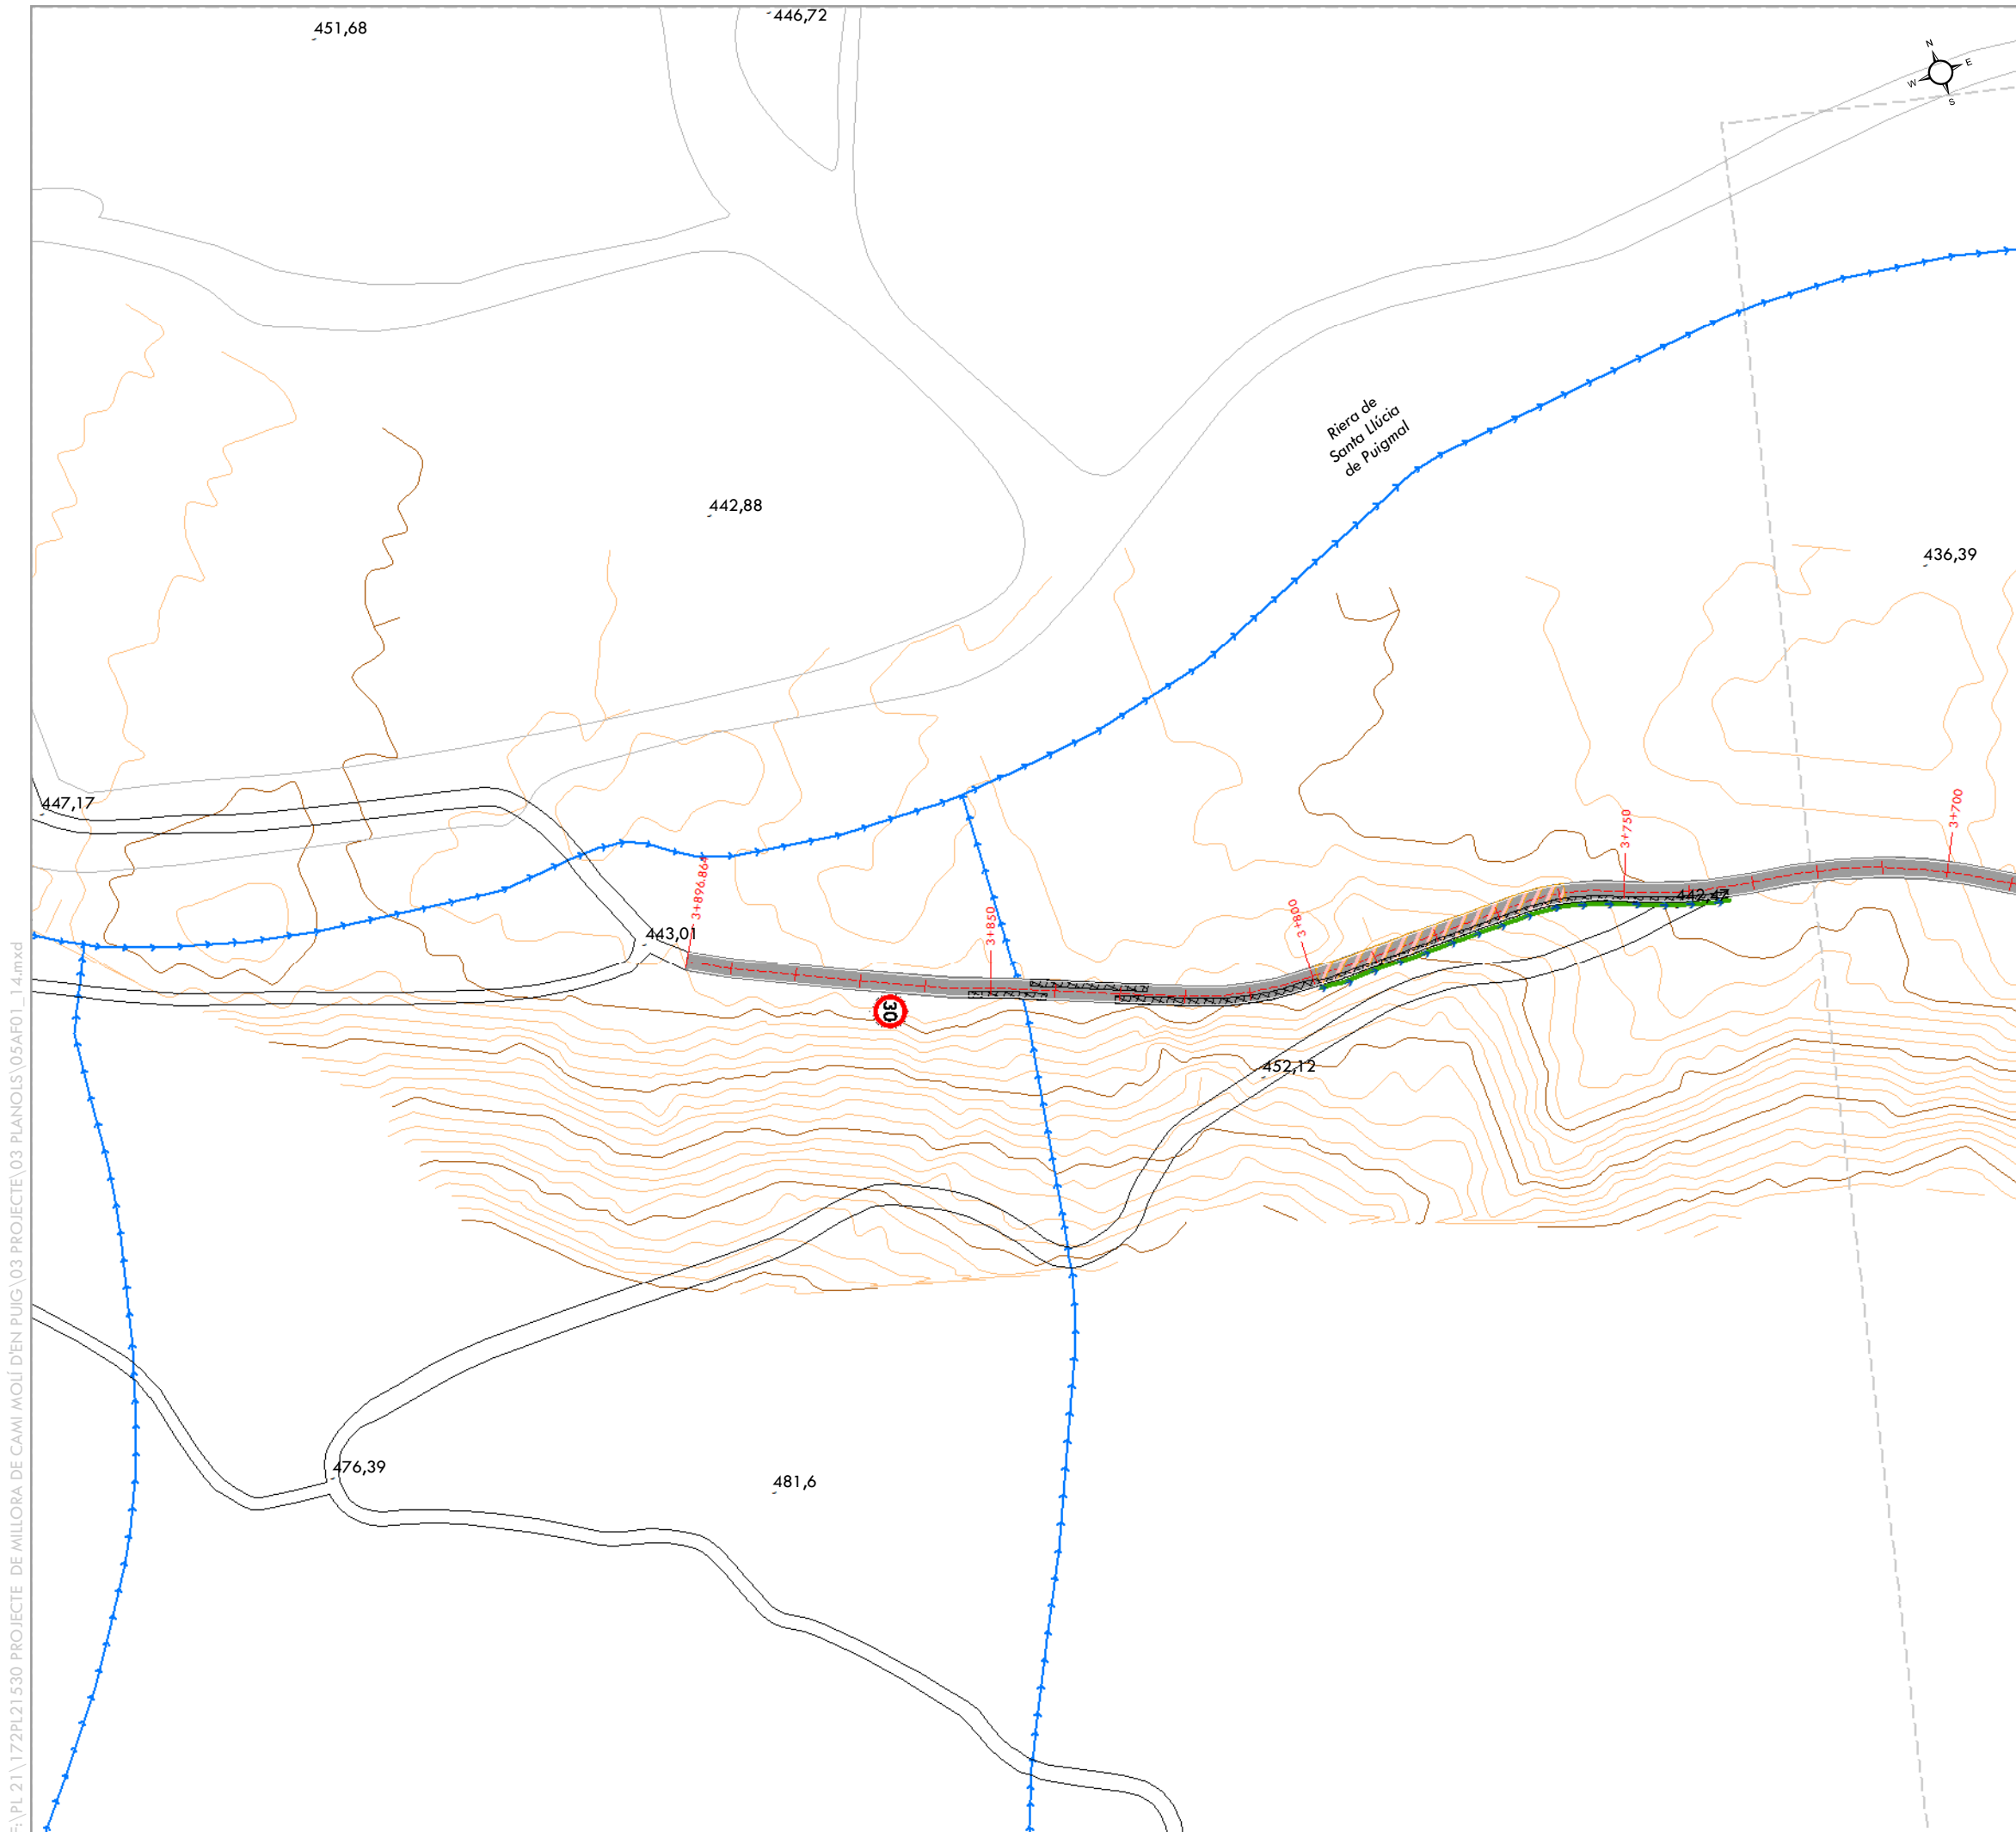 451,68
446,72
N
E
W
S
Riera de
Santa Llúcia
de Puigmal
442,88
436,39
447,17
3+700
3+750
3+896.864
442,47
3+800
3+850
443,01
30
452,12
476,39
481,6
F:\PL 21\172PL21530 PROJECTE DE MILLORA DE CAMI MOLÍ D'EN PUIG\03 PROJECTE\03 PLANOLS\05AF01_14.mxd